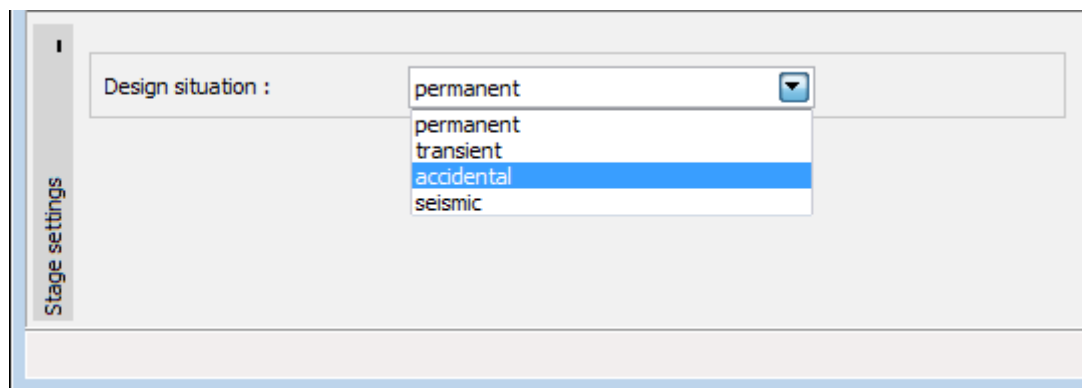 Design situation :
permanent
permanent
transient
accidental
seismic
Stage settings